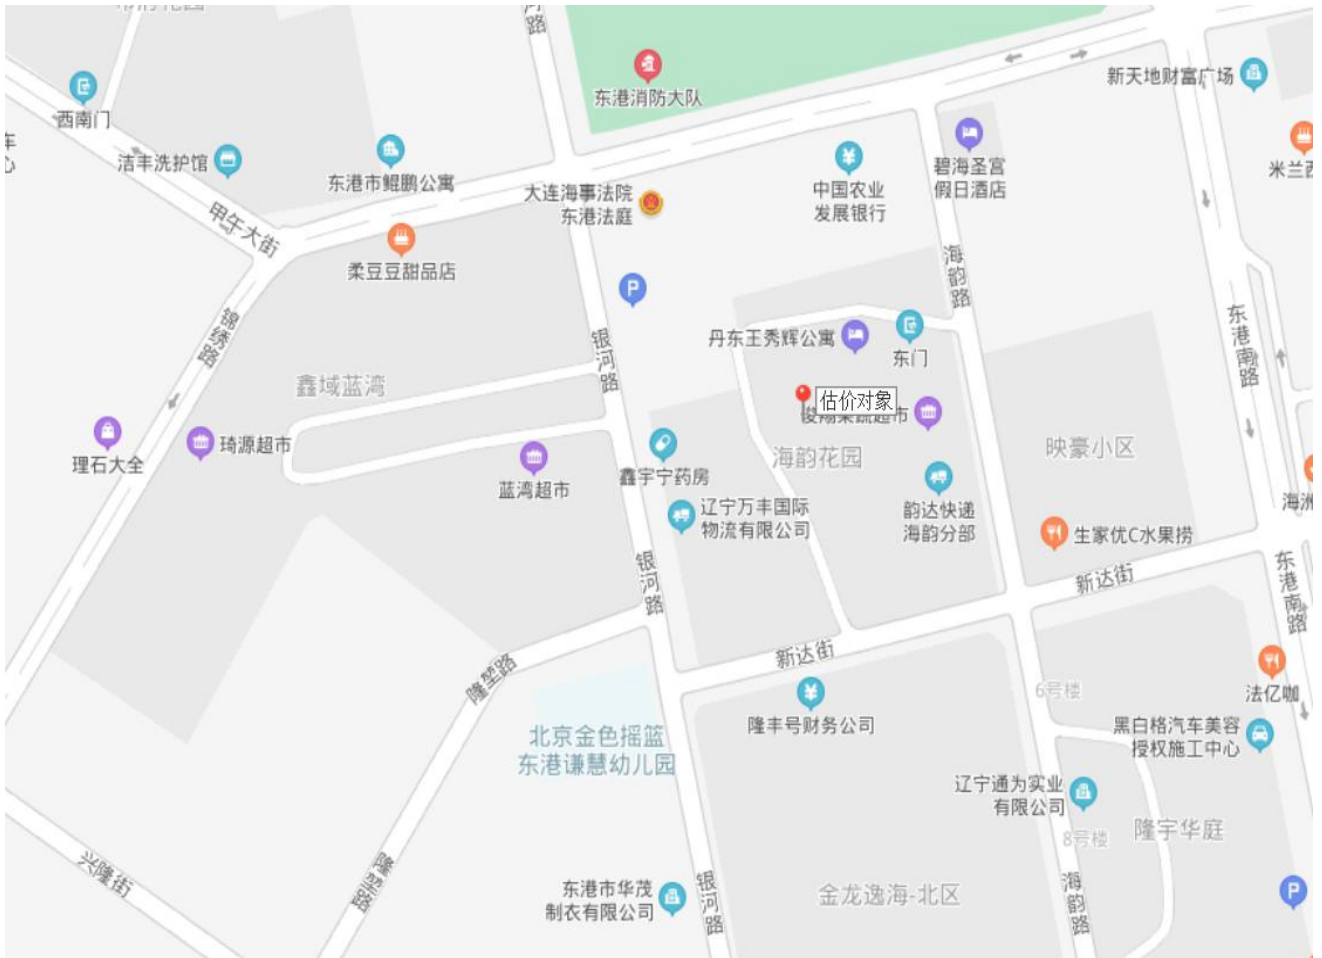 河路
东港消防大队
新天地财富广场
西南门
洁丰洗护馆
东港市鲲鹏公寓
大连海事法院
东港法庭
中国农业
发展银行
碧海圣宫
假日酒店
米兰西
甲午大街
柔豆豆甜品店
P
海韵路
锦绣路
银河路
丹东王秀辉公寓
东门
东港南路
鑫域蓝湾
估价对象
理石大全
琦源超市
蓝湾超市
鑫宇宁药房
海韵花园
映豪小区
辽宁万丰国际
物流有限公司
韵达快递
海韵分部
生家优C水果捞
海洲
银河路
新达街
东港南路
新达街
隆堃路
6号楼
法亿咖
隆丰号财务公司
黑白格汽车美容
授权施工中心
北京金色摇篮
东港谦慧幼儿园
辽宁通为实业
有限公司
8号楼
隆宇华庭
兴隆街
隆堃路
东港市华茂
制衣有限公司
银河路
金龙逸海-北区
海韵路
P